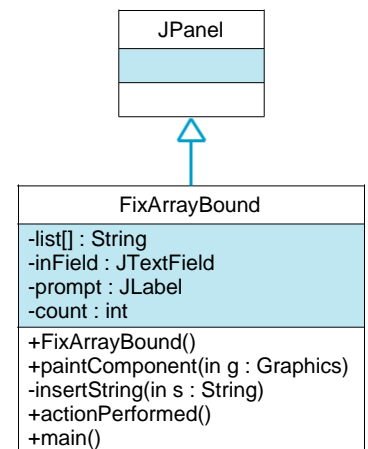 JPanel
FixArrayBound
-list[] : String
-inField : JTextField
-prompt : JLabel
-count : int
+FixArrayBound()
+paintComponent(in g : Graphics)
-insertString(in s : String)
+actionPerformed()
+main()